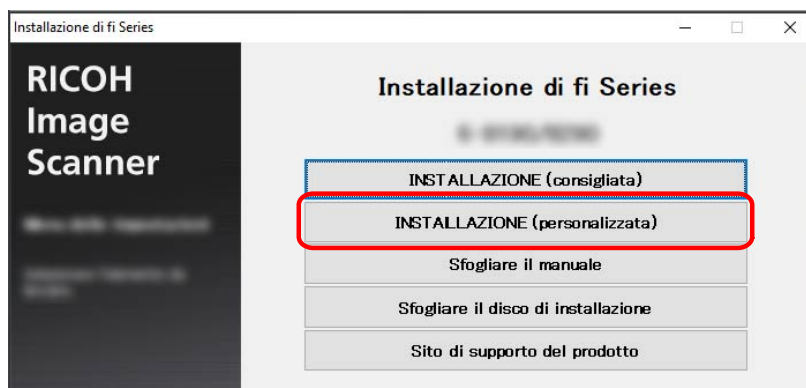 Installazione di fi Series
RICOH
Image
Scanner
Installazione di fi Series
INSTALLAZIONE (consigliata)
INSTALLAZIONE (personalizzata)
Sfogliare il manuale
Sfogliare il disco di installazione
Sito di supporto del prodotto